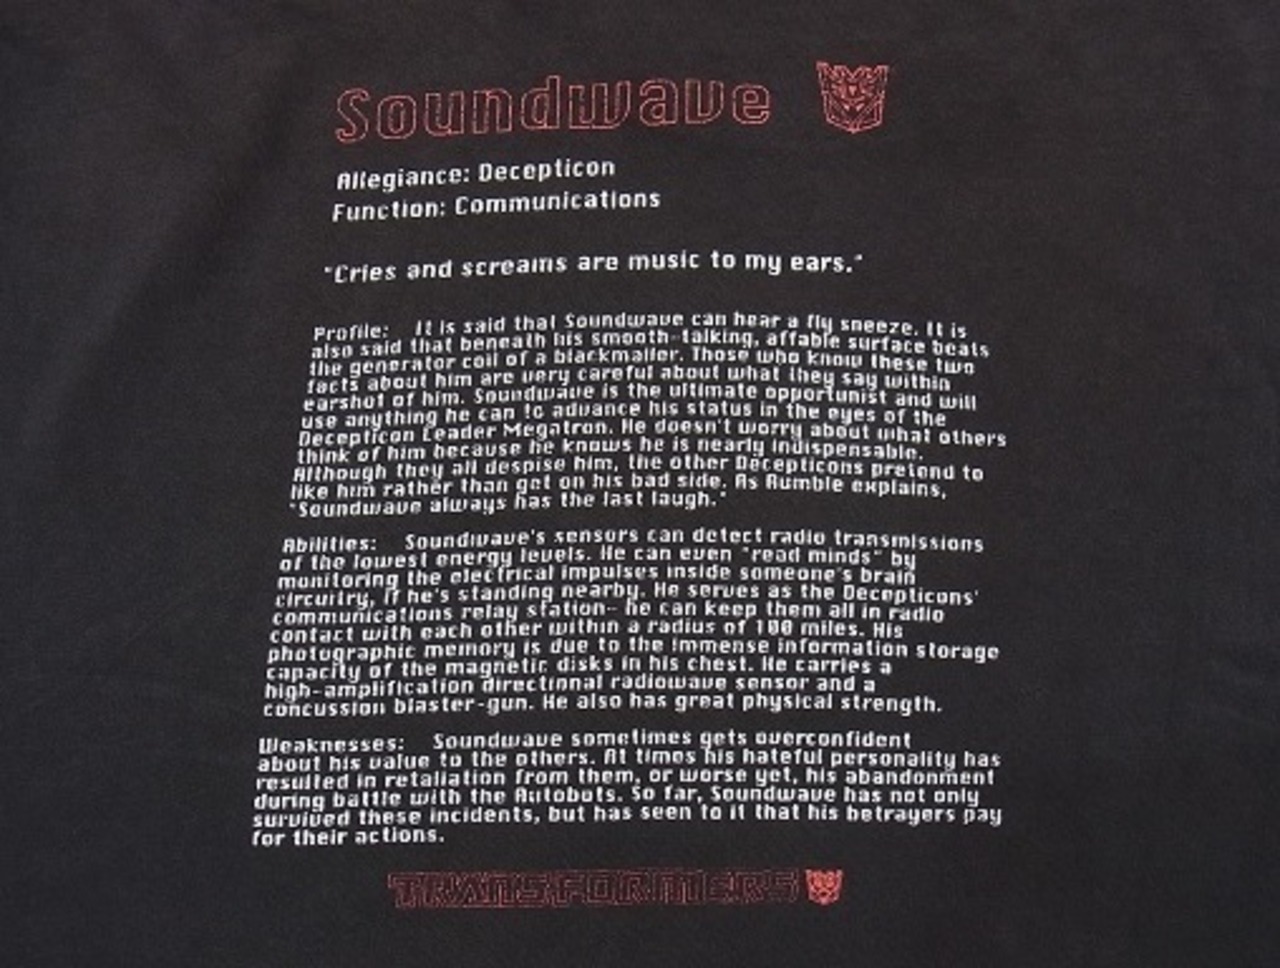 Soundwave
Allegiance: Decepticon
Function: Communications
"Cries and screams are music to my ears."
Profile: It is said that Soundwave can hear a fly sneeze. It is
also said that beneath his smooth-talking, affable surface beats
the generator coil of a blackmailer. Those who know these two
facts about him are very careful about what they say within
earshot of him. Soundwave is the ultimate opportunist and will
use anything he can to advance his status in the eyes of the
Decepticon Leader Megatron. He doesn't worry about what others
think of him because he knows he is nearly indispensable.
Although they all despise him, the other Decepticons pretend to
like him rather than get on his bad side. As Rumble explains,
"Soundwave always has the last laugh."
Abilities: Soundwave's sensors can detect radio transmissions
of the lowest energy levels. He can even "read minds" by
monitoring the electrical impulses inside someone's brain
circuitry, if he's standing nearby. He serves as the Decepticons'
communications relay station-- he can keep them all in radio
contact with each other within a radius of 100 miles. His
photographic memory is due to the immense information storage
capacity of the magnetic disks in his chest. He carries a
high-amplification directional radiowave sensor and a
concussion blaster-gun. He also has great physical strength.
Weaknesses: Soundwave sometimes gets overconfident
about his value to the others. At times his hateful personality has
resulted in retaliation from them, or worse yet, his abandonment
during battle with the Autobots. So far, Soundwave has not only
survived these incidents, but has seen to it that his betrayers pay
for their actions.
TRANSFORMERS